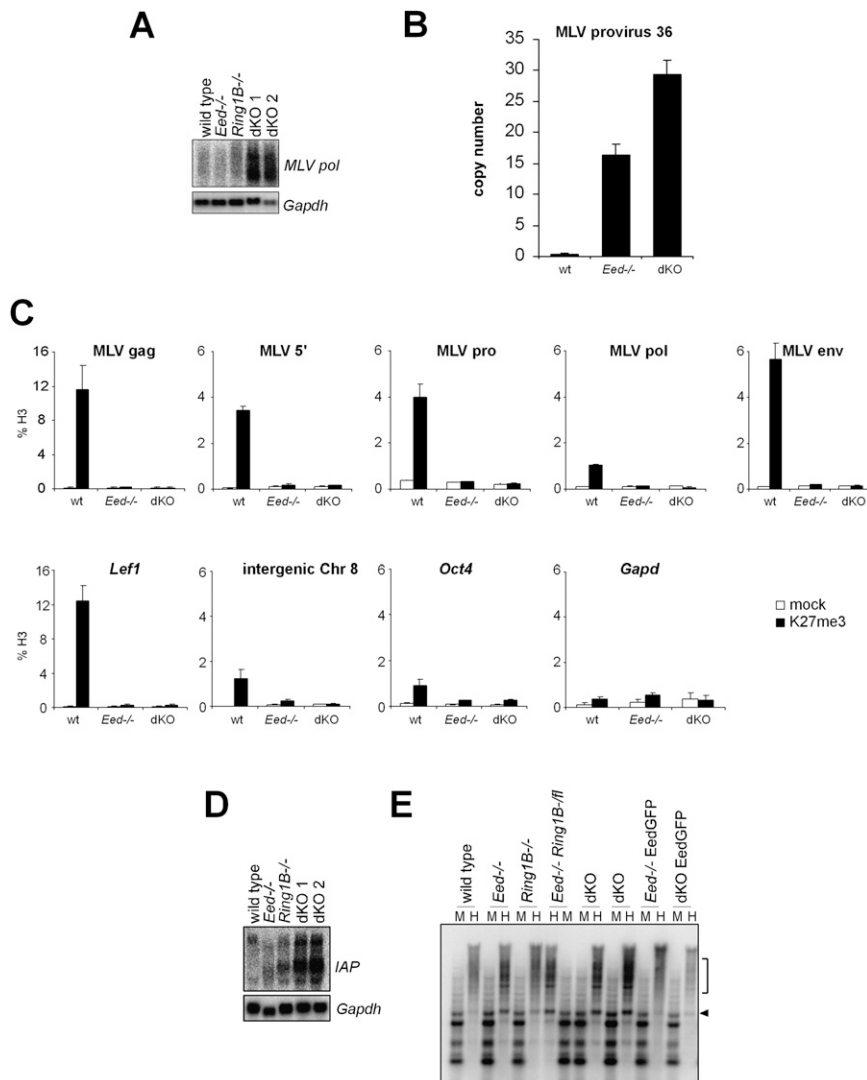 A
wild type
Eed-/-
Ring1B-/-
dKO 1
dKO 2
MLV pol
Gapdh
B
MLV provirus 36
copy number
35
30
25
20
15
10
5
0
wt
Eed-/-
dKO
C
MLV gag
% H3
16
12
8
4
0
wt
Eed-/-
dKO
MLV 5'
6
4
2
0
wt
Eed-/-
dKO
MLV pro
6
4
2
0
wt
Eed-/-
dKO
MLV pol
6
4
2
0
wt
Eed-/-
dKO
MLV env
6
4
2
0
wt
Eed-/-
dKO
Lef1
% H3
16
12
8
4
0
wt
Eed-/-
dKO
intergenic Chr 8
6
4
2
0
wt
Eed-/-
dKO
Oct4
6
4
2
0
wt
Eed-/-
dKO
Gapd
6
4
2
0
wt
Eed-/-
dKO
mock
K27me3
D
wild type
Eed-/-
Ring1B-/-
dKO 1
dKO 2
IAP
Gapdh
E
wild type
Eed-/-
Ring1B-/-
Eed-/- Ring1B-/fl
dKO
dKO
Eed-/- EedGFP
dKO EedGFP
M H M H M H H M M H M H M H M H